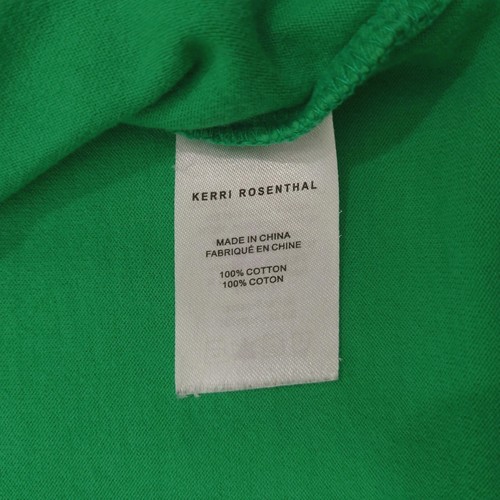 KERRI ROSENTHAL
MADE IN CHINA
FABRIQUÉ EN CHINE
100% COTTON
100% COTON